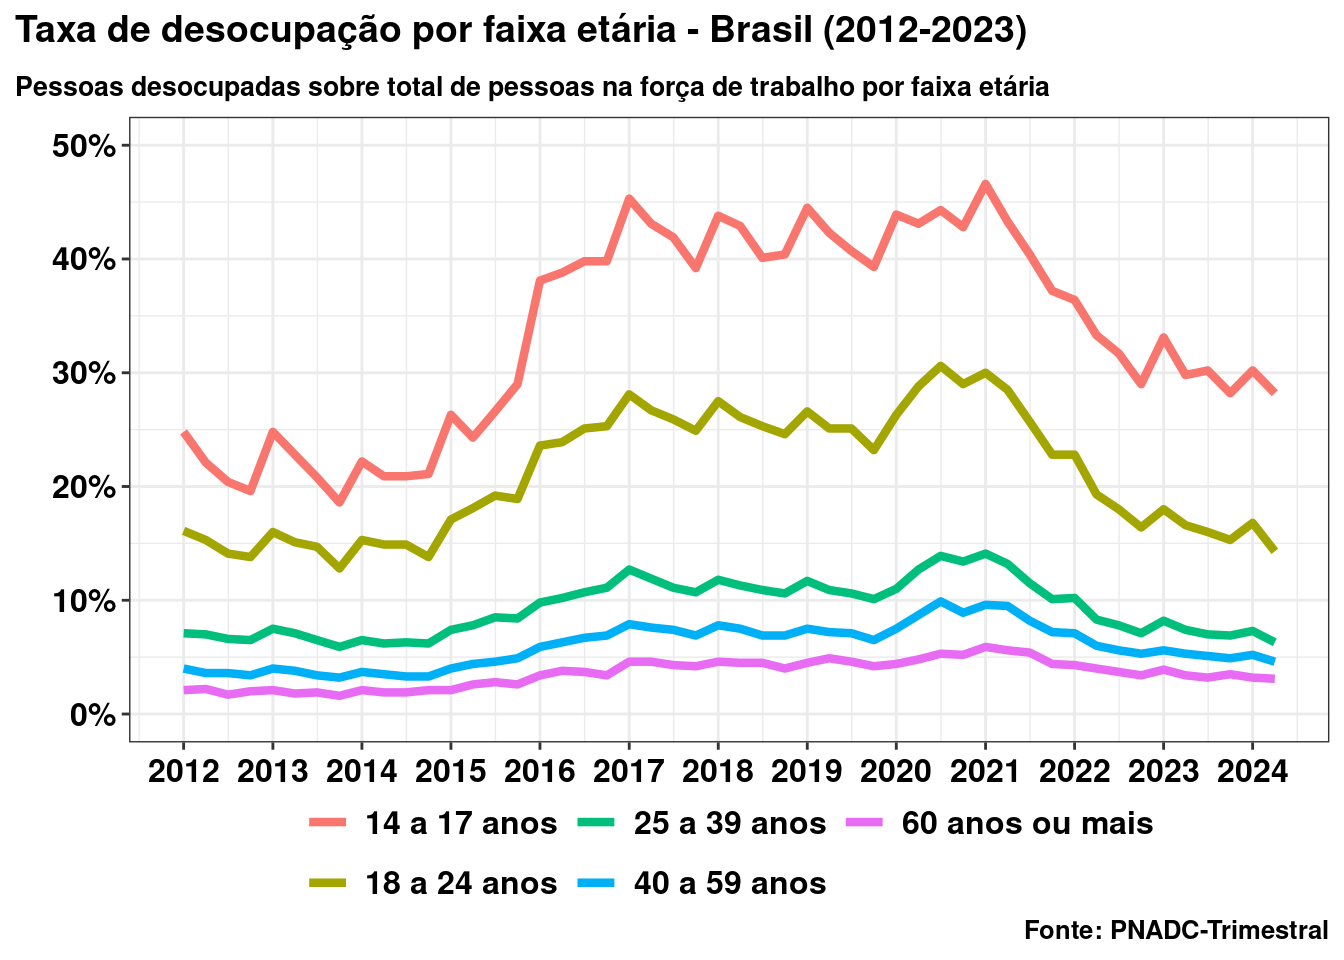 Taxa de desocupação por faixa etária - Brasil (2012-2023)
Pessoas desocupadas sobre total de pessoas na força de trabalho por faixa etária
50%
40%
30%
20%
10%
0%
2012 2013 2014 2015 2016 2017 2018 2019 2020 2021 2022 2023 2024
14 a 17 anos 25 a 39 anos 60 anos ou mais
18 a 24 anos 40 a 59 anos
Fonte: PNADC-Trimestral